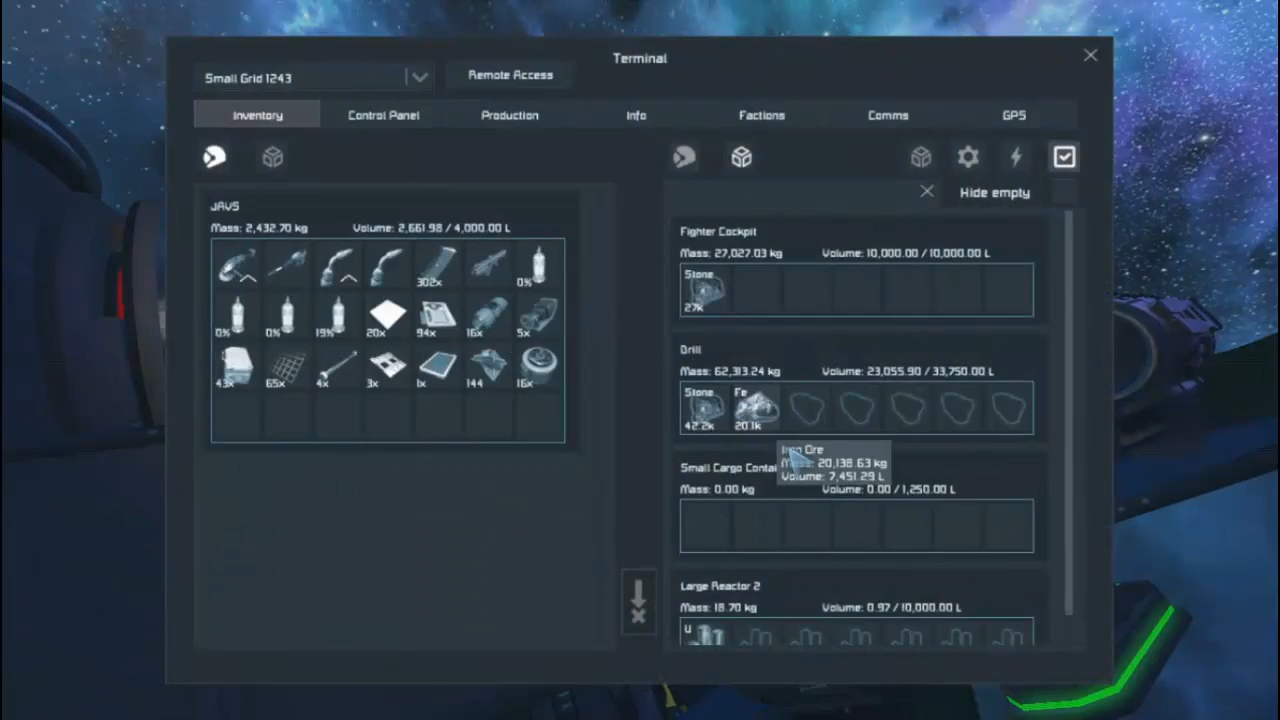 Terminal
Small Grid 1243
Remote Access
Inventory
Control Panel
Production
Info
Factions
Comms
GPS
Hide empty
JAVS
Mass: 2,432.70 kg Volume: 2,661.98 / 4,000.00 L
302x
0%
0%
0%
19%
20x
94x
16x
5x
43x
65x
4x
3x
1x
144
16x
Fighter Cockpit
Mass: 27,027.03 kg Volume: 10,000.00 / 10,000.00 L
Stone
27k
Drill
Mass: 62,313.24 kg Volume: 23,055.90 / 33,750.00 L
Stone
42.2k
Fe
20.1k
Iron Ore
Mass: 20,138.63 kg
Volume: 7,451.29 L
Small Cargo Contai
Mass: 0.00 kg Volume: 0.00 / 1,250.00 L
Large Reactor 2
Mass: 18.70 kg Volume: 0.97 / 10,000.00 L
U